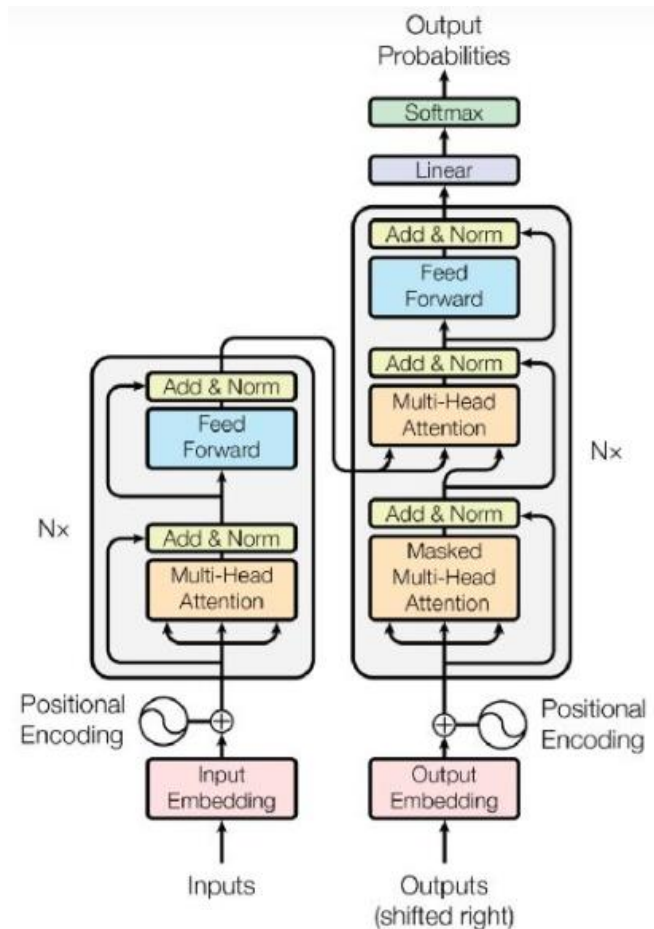 Output
Probabilities
Softmax
Linear
Add & Norm
Feed
Forward
Add & Norm
Multi-Head
Attention
Add & Norm
Masked
Multi-Head
Attention
Nx
Add & Norm
Feed
Forward
Add & Norm
Multi-Head
Attention
Nx
Positional
Encoding
Positional
Encoding
Input
Embedding
Output
Embedding
Inputs
Outputs
(shifted right)